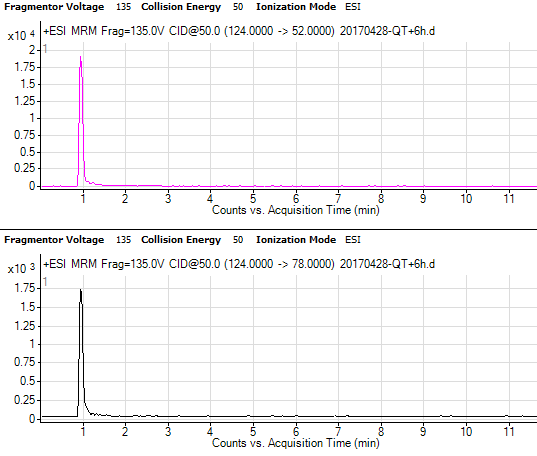 Fragmentor Voltage 135 Collision Energy 50 Ionization Mode ESI
x10 4 +ESI MRM Frag=135.0V CID@50.0 (124.0000 -> 52.0000) 20170428-QT+6h.d
2 1
1.75
1.5
1.25
1
0.75
0.5
0.25
0
1 2 3 4 5 6 7 8 9 10 11
Counts vs. Acquisition Time (min)
Fragmentor Voltage 135 Collision Energy 50 Ionization Mode ESI
x10 3 +ESI MRM Frag=135.0V CID@50.0 (124.0000 -> 78.0000) 20170428-QT+6h.d
1
1.75
1.5
1.25
1
0.75
0.5
0.25
0
1 2 3 4 5 6 7 8 9 10 11
Counts vs. Acquisition Time (min)